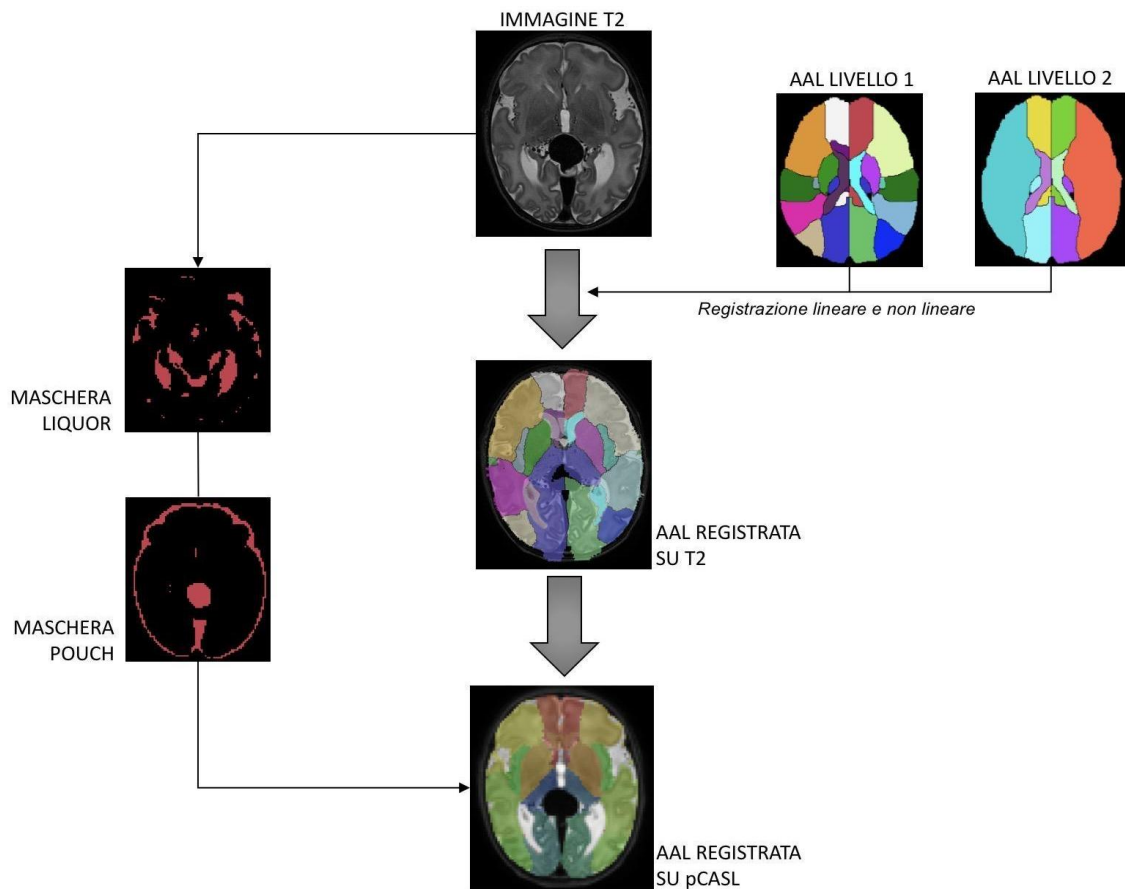 IMMAGINE T2
AAL LIVELLO 1
AAL LIVELLO 2
Registrazione lineare e non lineare
MASCHERA
LIQUOR
AAL REGISTRATA
SU T2
MASCHERA
POUCH
AAL REGISTRATA
SU pCASL